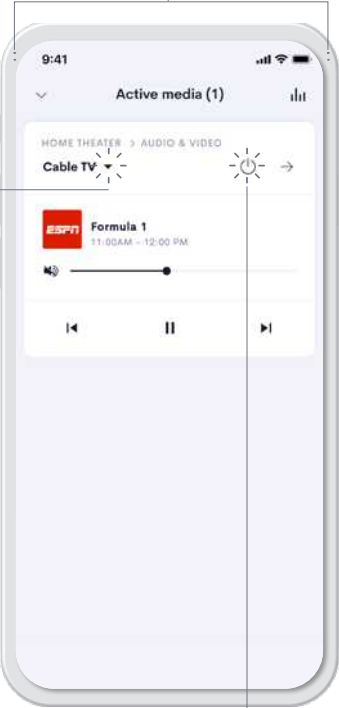 9:41
Active media (1)
HOME THEATER > AUDIO & VIDEO
Cable TV
ESPN
Formula 1
11:00AM – 12:00 PM